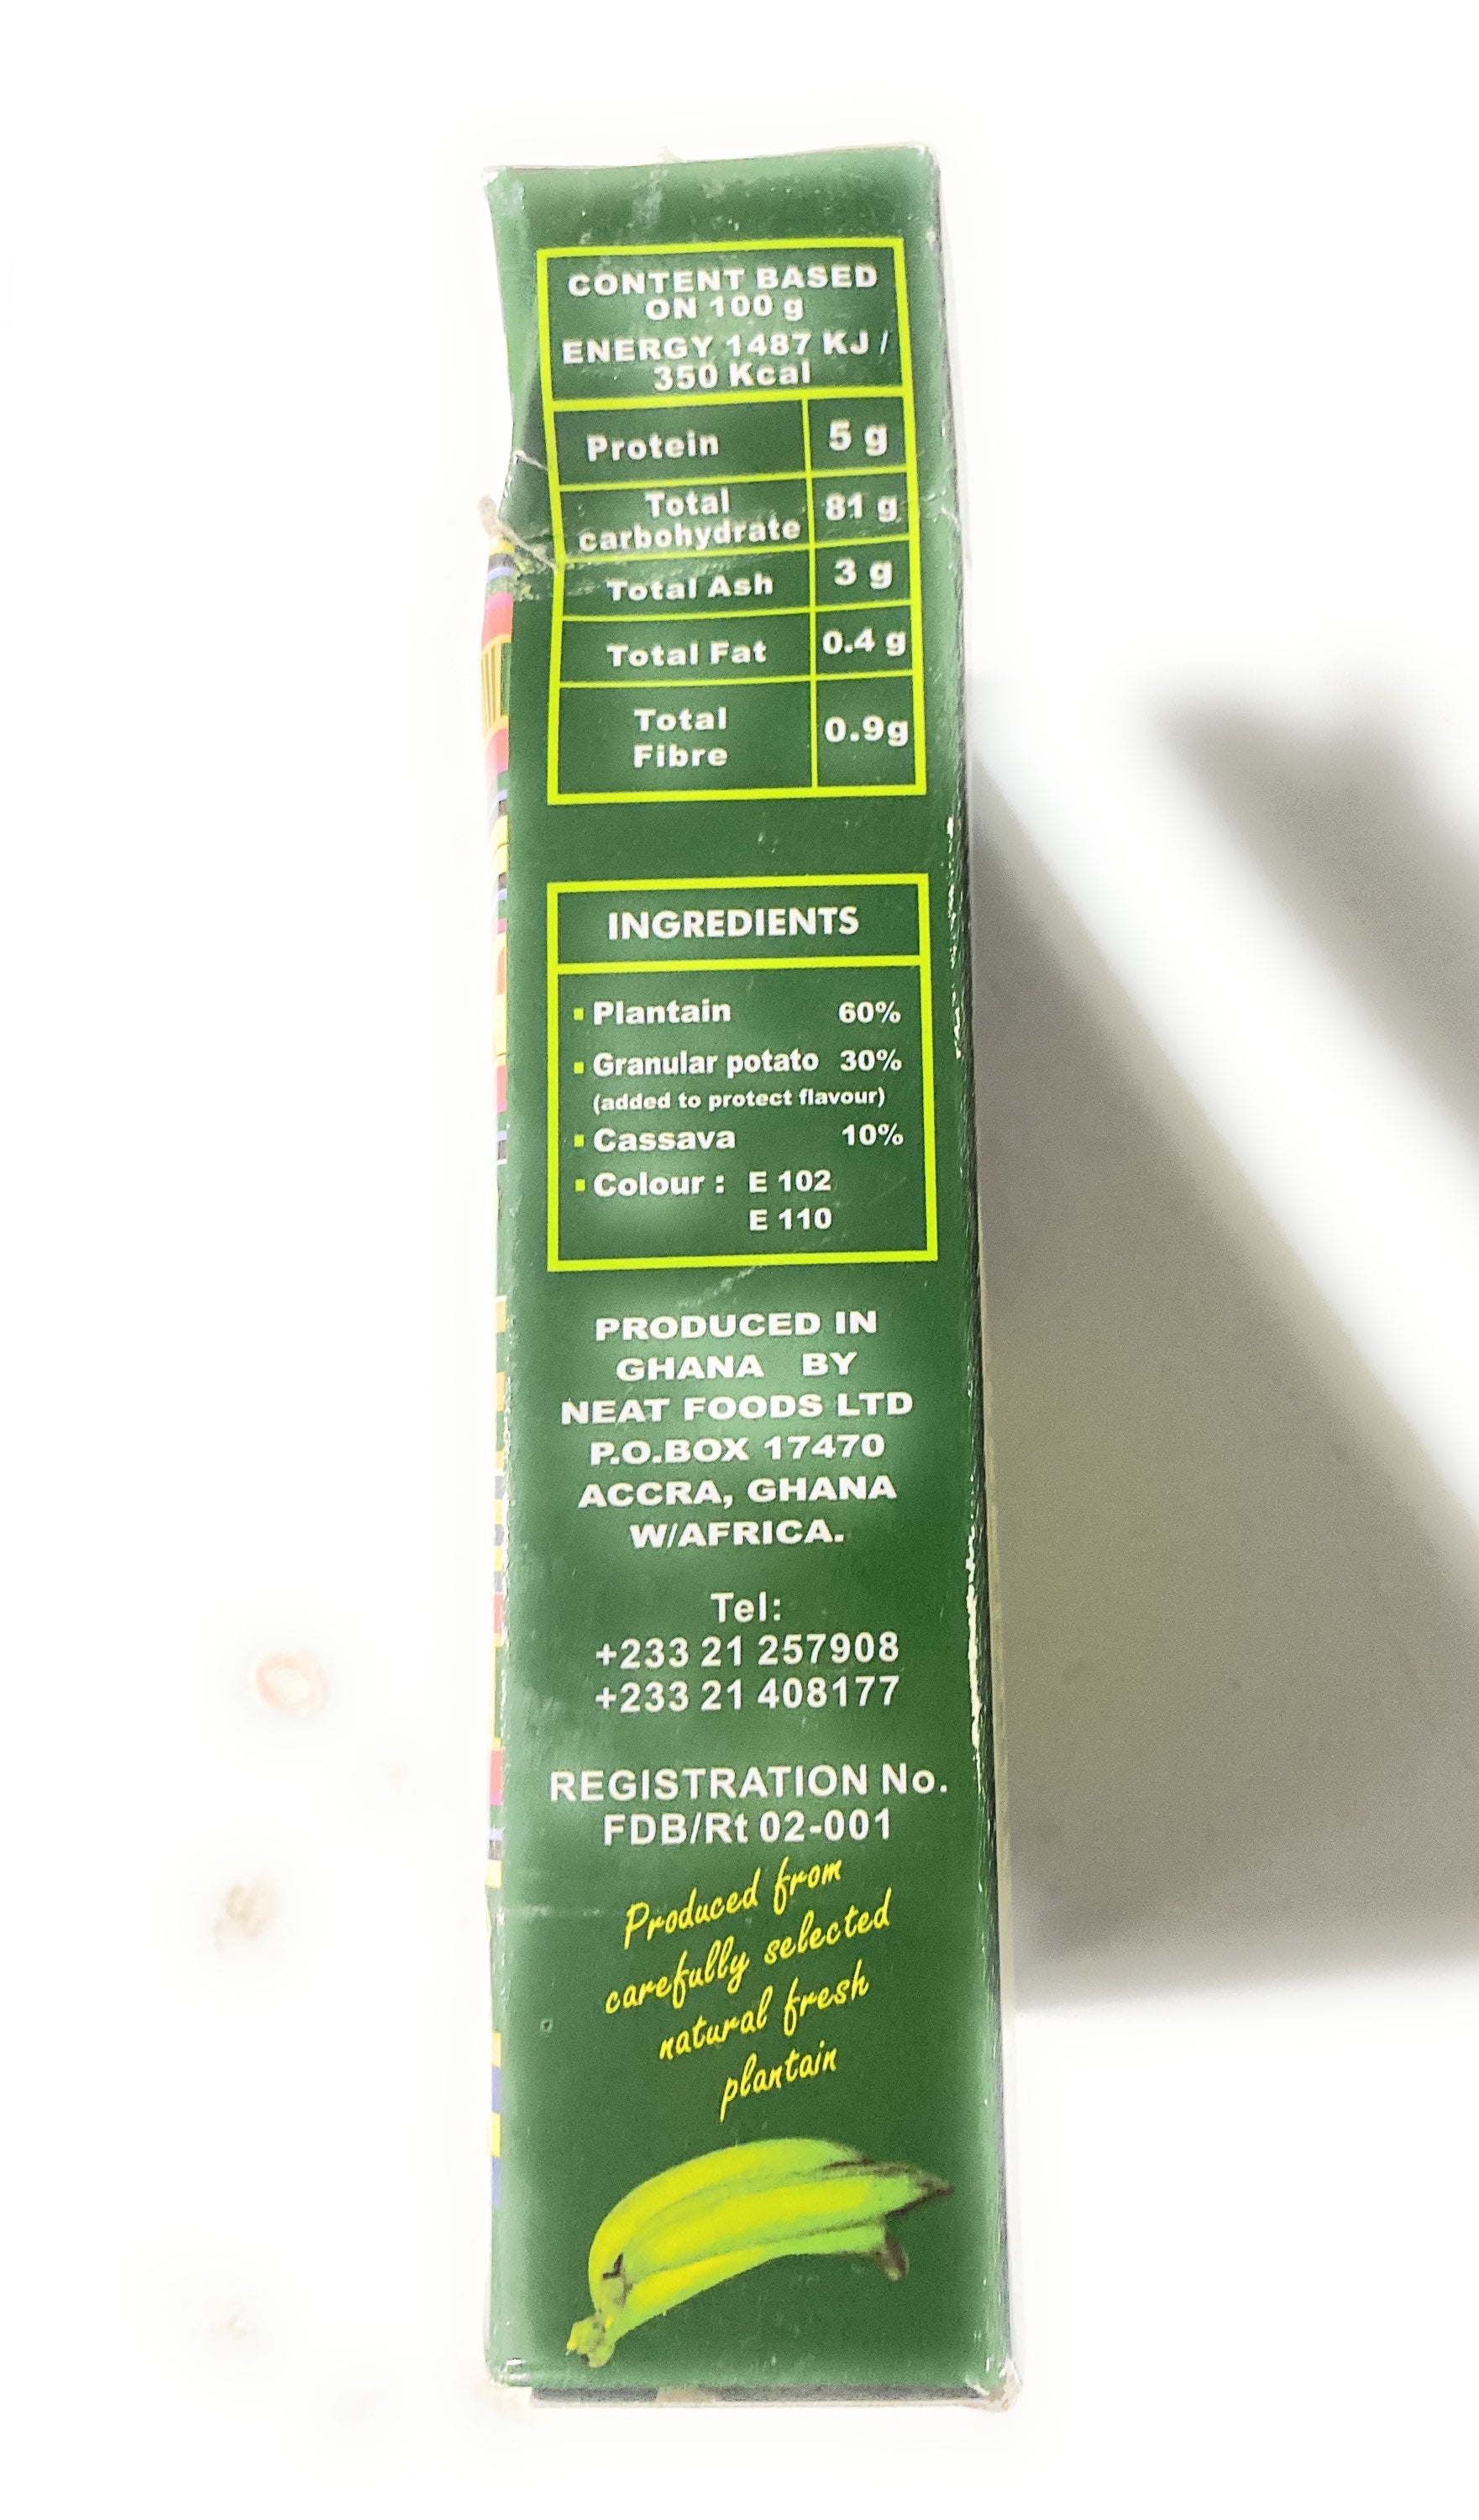 CONTENT BASED
ON 100 g
ENERGY 1487 KJ /
350 Kcal
Protein 5 g
Total
carbohydrate 81 g
Total Ash 3 g
Total Fat 0.4 g
Total
Fibre 0.9g
INGREDIENTS
Plantain 60%
Granular potato 30%
(added to protect flavour)
Cassava 10%
Colour : E 102
E 110
PRODUCED IN
GHANA BY
NEAT FOODS LTD
P.O.BOX 17470
ACCRA, GHANA
W/AFRICA.
Tel:
+233 21 257908
+233 21 408177
REGISTRATION No.
FDB/Rt 02-001
Produced from
carefully selected
natural fresh
plantain